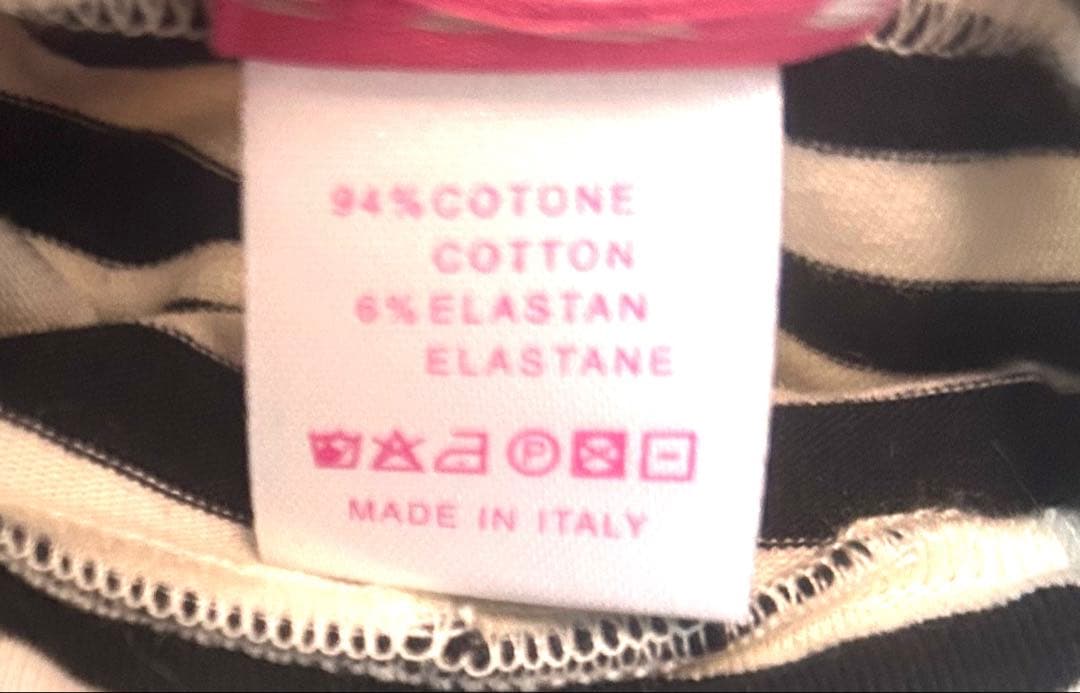 94%COTONE
COTTON
6%ELASTAN
ELASTANE
P
MADE IN ITALY